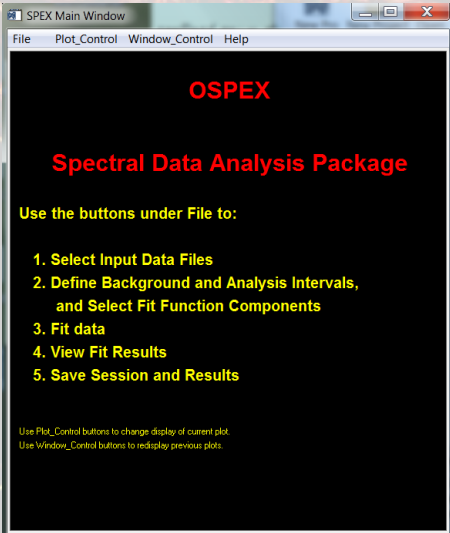 SPEX Main Window
File Plot_Control Window_Control Help
OSPEX
Spectral Data Analysis Package
Use the buttons under File to:
1. Select Input Data Files
2. Define Background and Analysis Intervals,
and Select Fit Function Components
3. Fit data
4. View Fit Results
5. Save Session and Results
Use Plot_Control buttons to change display of current plot.
Use Window_Control buttons to redisplay previous plots.